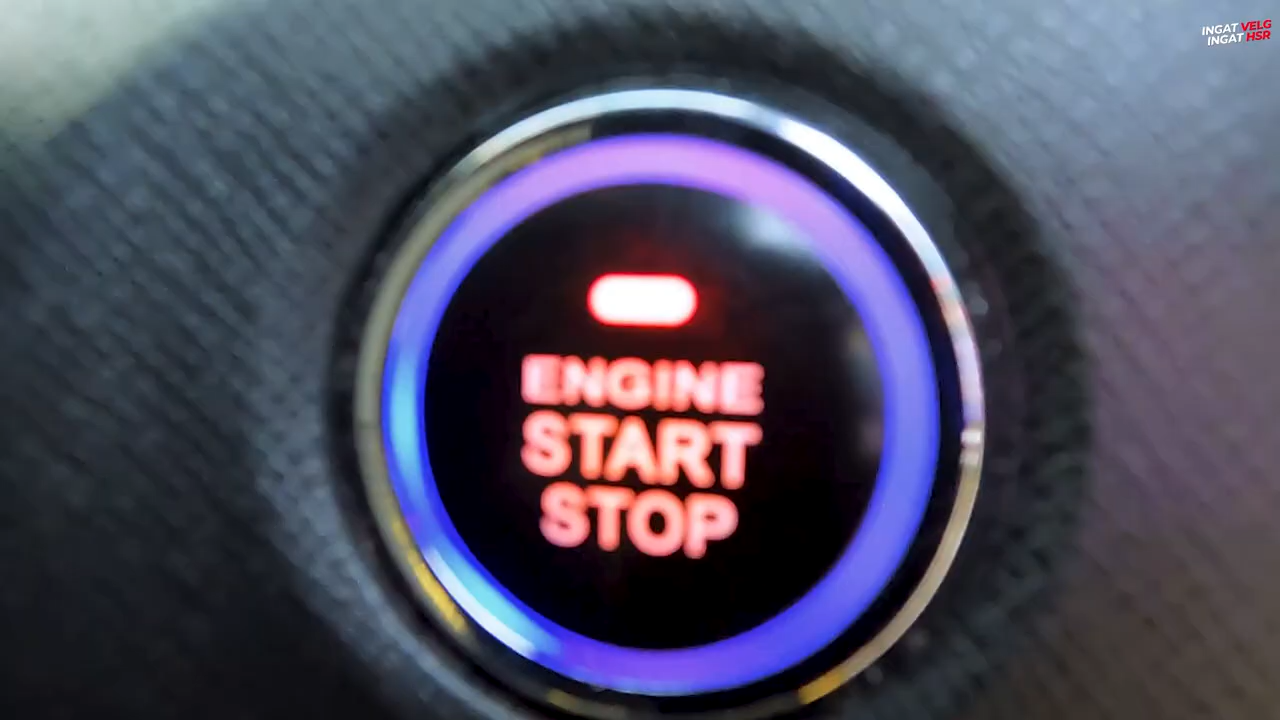 INGAT VELG
INGAT HSR
ENGINE
START
STOP